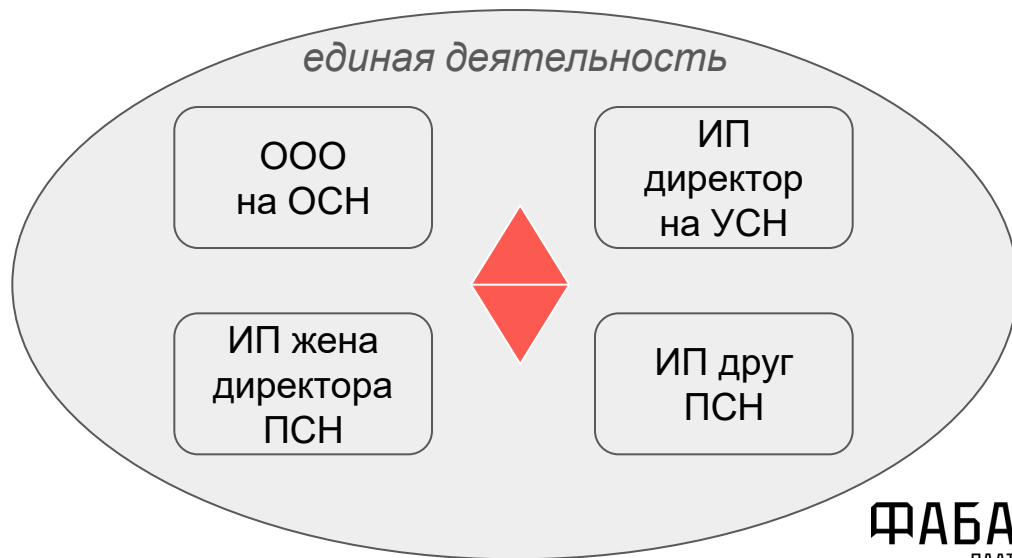 единая деятельность
ООО
на ОСН
ИП
директор
на УСН
ИП жена
директора
ПСН
ИП друг
ПСН
ФАБА